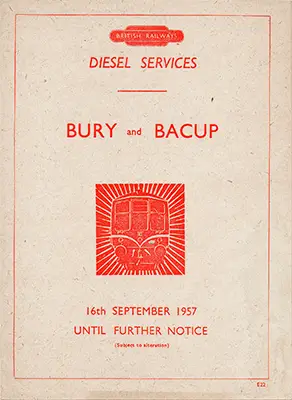 BRITISH RAILWAYS
DIESEL SERVICES
BURY and BACUP
16th SEPTEMBER 1957
UNTIL FURTHER NOTICE
(Subject to alteration)
E22